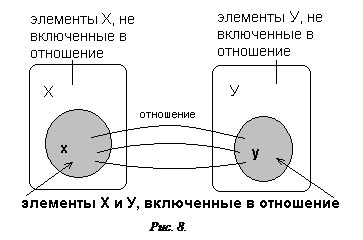 элементы Х, не
включенные в
отношение
элементы У, не
включенные в
отношение
Х
У
отношение
х
у
элементы Х и У, включенные в отношение
Рис. 8.